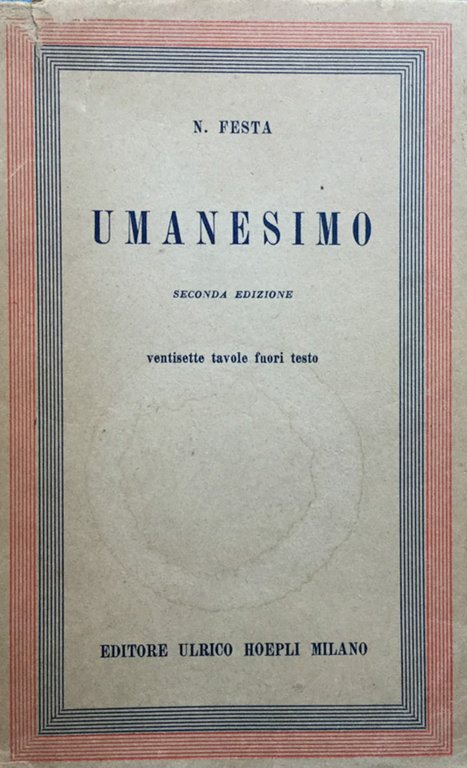 N. FESTA
UMANESIMO
SECONDA EDIZIONE
ventisette tavole fuori testo
EDITORE ULRICO HOEPLI MILANO